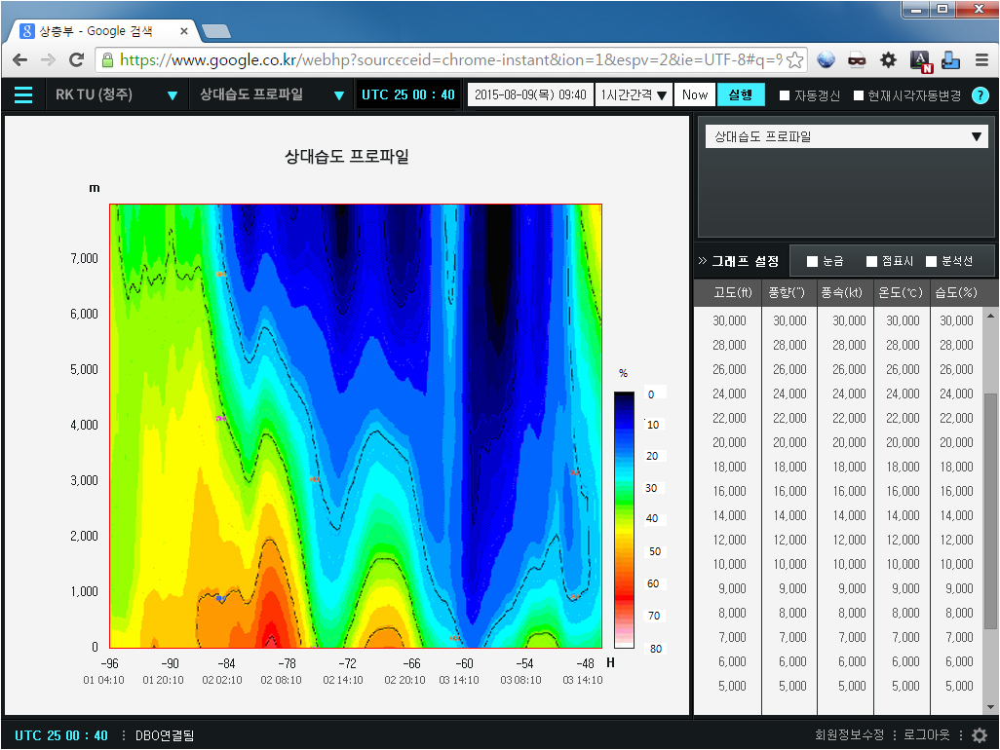 상층부 - Google 검색
https://www.google.co.kr/webhp?sourceceid=chrome-instant&ion=1&espv=2&ie=UTF-8#q=%
RK TU (청주) 상대습도 프로파일 UTC 25 00 : 40 2015-08-09(목) 09:40 1시간간격 Now 실행 자동갱신 현재시각자동변경 ?
상대습도 프로파일
m
7,000
6,000
5,000
4,000
3,000
2,000
1,000
0
-96 -90 -84 -78 -72 -66 -60 -54 -48 H
01 04:10 01 20:10 02 02:10 02 08:10 02 14:10 02 20:10 03 14:10 03 08:10 03 14:10
%
0
10
20
30
40
50
60
70
80
상대습도 프로파일
» 그래프 설정 눈금 점표시 분석선
고도(ft) 풍향(˚) 풍속(kt) 온도(℃) 습도(%)
30,000 30,000 30,000 30,000 30,000
28,000 28,000 28,000 28,000 28,000
26,000 26,000 26,000 26,000 26,000
24,000 24,000 24,000 24,000 24,000
22,000 22,000 22,000 22,000 22,000
20,000 20,000 20,000 20,000 20,000
18,000 18,000 18,000 18,000 18,000
16,000 16,000 16,000 16,000 16,000
14,000 14,000 14,000 14,000 14,000
12,000 12,000 12,000 12,000 12,000
10,000 10,000 10,000 10,000 10,000
9,000 9,000 9,000 9,000 9,000
8,000 8,000 8,000 8,000 8,000
7,000 7,000 7,000 7,000 7,000
6,000 6,000 6,000 6,000 6,000
5,000 5,000 5,000 5,000 5,000
UTC 25 00 : 40 : DBO연결됨 회원정보수정 : 로그아웃 :